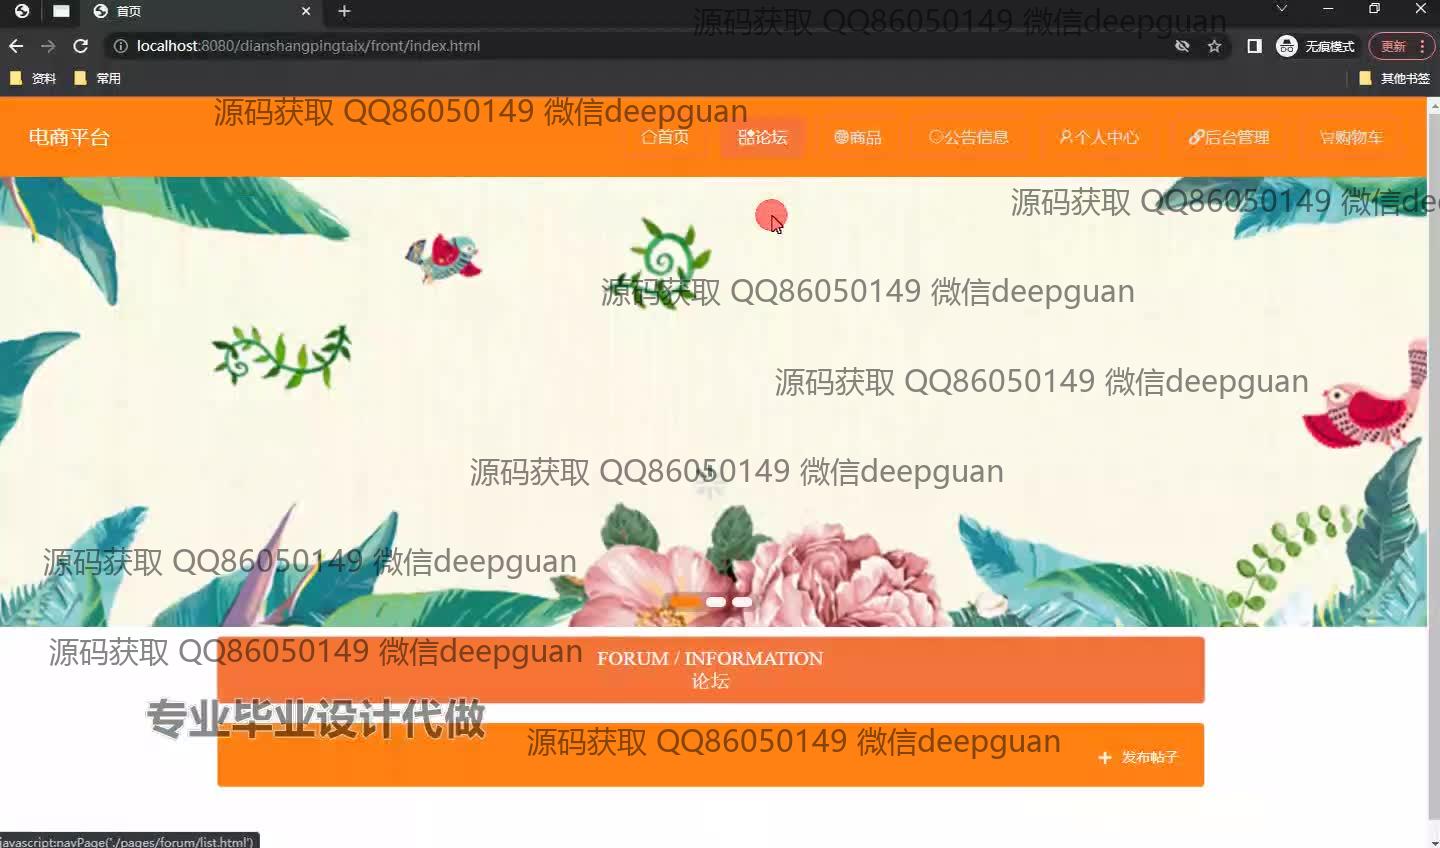 首页
源码获取 QQ86050149 微信deepguan
localhost:8080/dianshangpingtaix/front/index.html
无痕模式
更新
资料
常用
其他书签
源码获取 QQ86050149 微信deepguan
电商平台
首页
论坛
商品
公告信息
个人中心
后台管理
购物车
源码获取 QQ86050149 微信dee
源码获取 QQ86050149 微信deepguan
源码获取 QQ86050149 微信deepguan
源码获取 QQ86050149 微信deepguan
源码获取 QQ86050149 微信deepguan
源码获取 QQ86050149 微信deepguan
FORUM / INFORMATION
论坛
专业毕业设计代做
源码获取 QQ86050149 微信deepguan
发布帖子
javascript:navPage('./pages/forum/list.html')